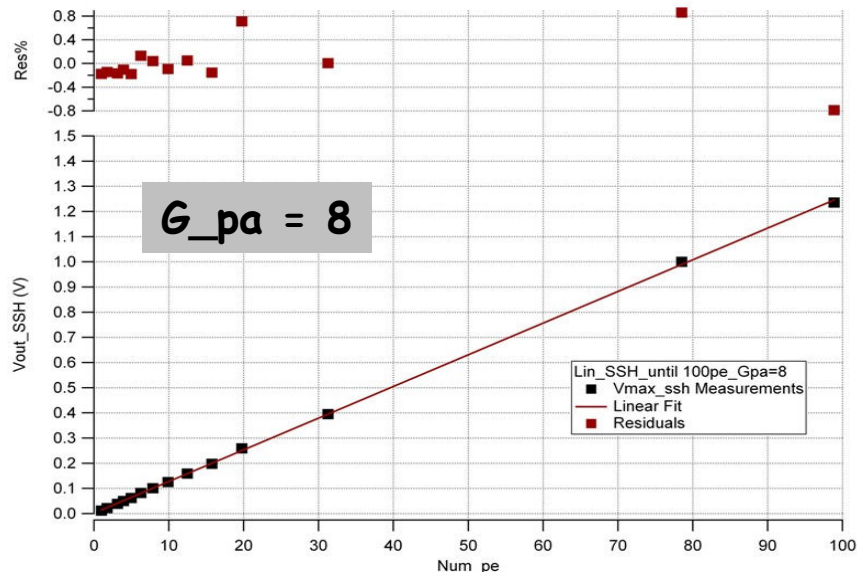 0.8
0.4
0.0
-0.4
-0.8
Res%
1.5
1.4
1.3
1.2
1.1
1.0
0.9
0.8
0.7
0.6
0.5
0.4
0.3
0.2
0.1
0.0
Vout_SSH (V)
G_pa = 8
Lin_SSH_until 100pe_Gpa=8
Vmax_ssh Measurements
Linear Fit
Residuals
0 10 20 30 40 50 60 70 80 90 100
Num_pe